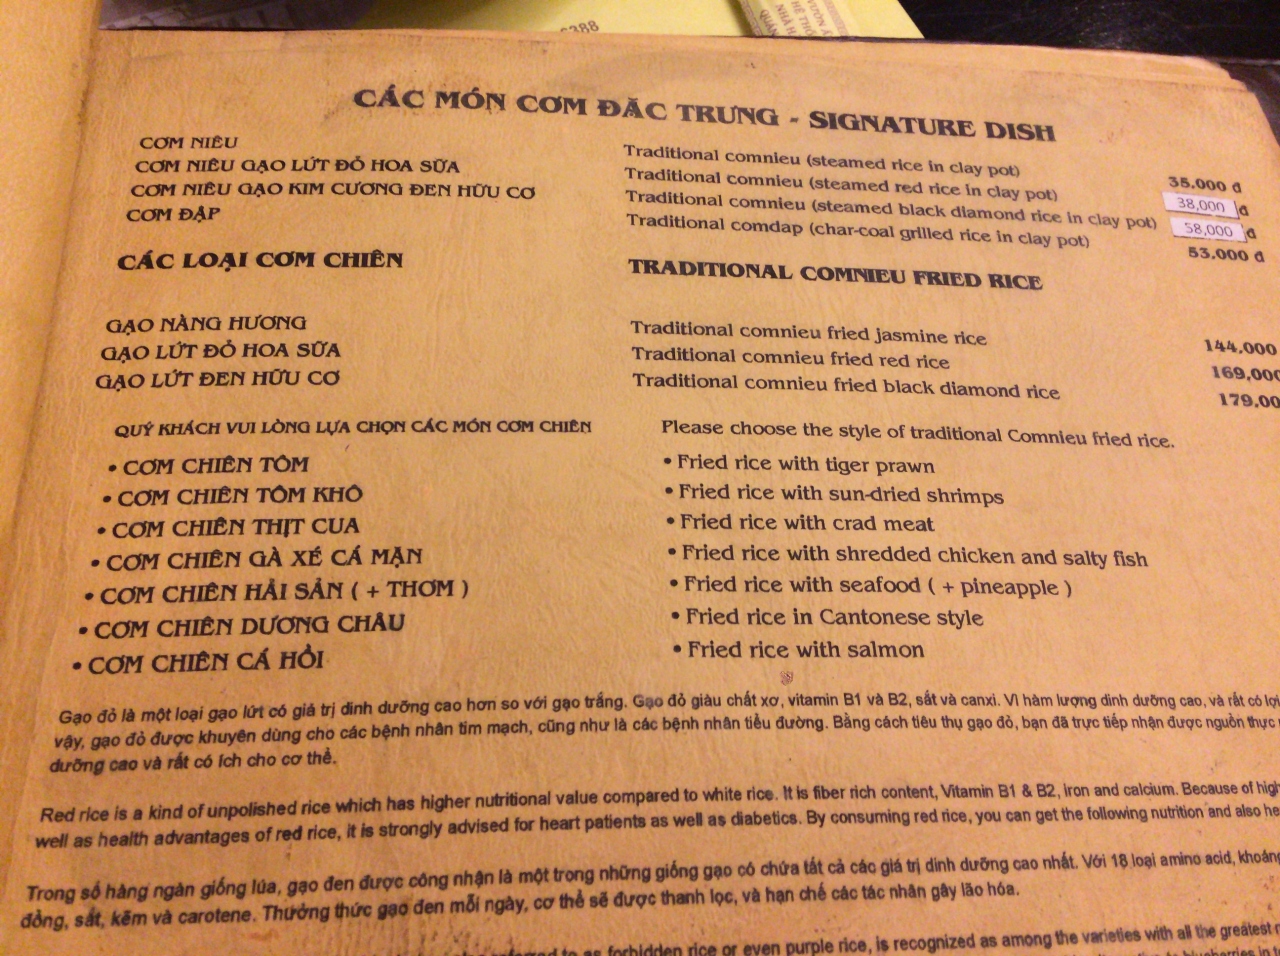 6388
VƯỜN
HỆ THỐ
NHÀ H
QUÁN
CÁC MÓN CƠM ĐẶC TRƯNG - SIGNATURE DISH
CƠM NIÊU Traditional comnieu (steamed rice in clay pot) 35.000 đ
CƠM NIÊU GẠO LỨT ĐỎ HOA SỮA Traditional comnieu (steamed red rice in clay pot) 38,000 đ
CƠM NIÊU GẠO KIM CƯƠNG ĐEN HỮU CƠ Traditional comnieu (steamed black diamond rice in clay pot) 58,000 đ
CƠM ĐẬP Traditional comdap (char-coal grilled rice in clay pot) 53.000 đ
CÁC LOẠI CƠM CHIÊN TRADITIONAL COMNIEU FRIED RICE
GẠO NÀNG HƯƠNG Traditional comnieu fried jasmine rice 144.000
GẠO LỨT ĐỎ HOA SỮA Traditional comnieu fried red rice 169.000
GẠO LỨT ĐEN HỮU CƠ Traditional comnieu fried black diamond rice 179.00
QUÝ KHÁCH VUI LÒNG LỰA CHỌN CÁC MÓN CƠM CHIÊN Please choose the style of traditional Comnieu fried rice.
• CƠM CHIÊN TÔM • Fried rice with tiger prawn
• CƠM CHIÊN TÔM KHÔ • Fried rice with sun-dried shrimps
• CƠM CHIÊN THỊT CUA • Fried rice with crad meat
• CƠM CHIÊN GÀ XÉ CÁ MẶN • Fried rice with shredded chicken and salty fish
• CƠM CHIÊN HẢI SẢN ( + THƠM ) • Fried rice with seafood ( + pineapple )
• CƠM CHIÊN DƯƠNG CHÂU • Fried rice in Cantonese style
• CƠM CHIÊN CÁ HỒI • Fried rice with salmon
Gạo đỏ là một loại gạo lứt có giá trị dinh dưỡng cao hơn so với gạo trắng. Gạo đỏ giàu chất xơ, vitamin B1 và B2, sắt và canxi. Vì hàm lượng dinh dưỡng cao, và rất có lợi
vậy, gạo đỏ được khuyên dùng cho các bệnh nhân tim mạch, cũng như là các bệnh nhân tiểu đường. Bằng cách tiêu thụ gạo đỏ, bạn đã trực tiếp nhận được nguồn thực
dưỡng cao và rất có ích cho cơ thể.
Red rice is a kind of unpolished rice which has higher nutritional value compared to white rice. It is fiber rich content, Vitamin B1 & B2, iron and calcium. Because of high
well as health advantages of red rice, it is strongly advised for heart patients as well as diabetics. By consuming red rice, you can get the following nutrition and also he
Trong số hàng ngàn giống lúa, gạo đen được công nhận là một trong những giống gạo có chứa tất cả các giá trị dinh dưỡng cao nhất. Với 18 loại amino acid, khoáng
đồng, sắt, kẽm và carotene. Thưởng thức gạo đen mỗi ngày, cơ thể sẽ được thanh lọc, và hạn chế các tác nhân gây lão hóa.
to as forbidden rice or even purple rice, is recognized as among the varieties with all the greatest
blueberries in